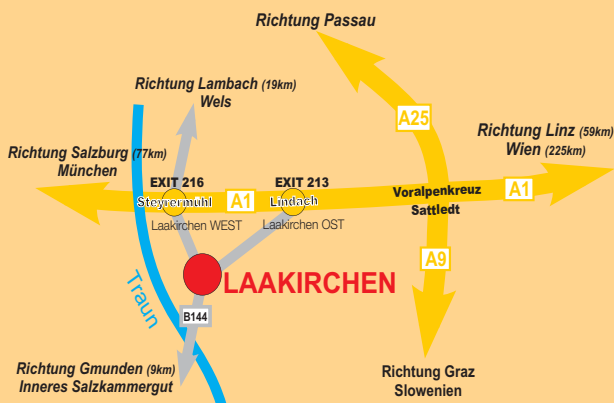 Richtung Passau
Richtung Lambach (19km)
Wels
A25
Richtung Linz (59km)
Wien (225km)
Richtung Salzburg (77km)
München
EXIT 216
EXIT 213
Steyrermühl
A1
Lindach
Voralpenkreuz
A1
Sattledt
Laakirchen WEST
Laakirchen OST
A9
LAAKIRCHEN
Traun
B144
Richtung Gmunden (9km)
Inneres Salzkammergut
Richtung Graz
Slowenien